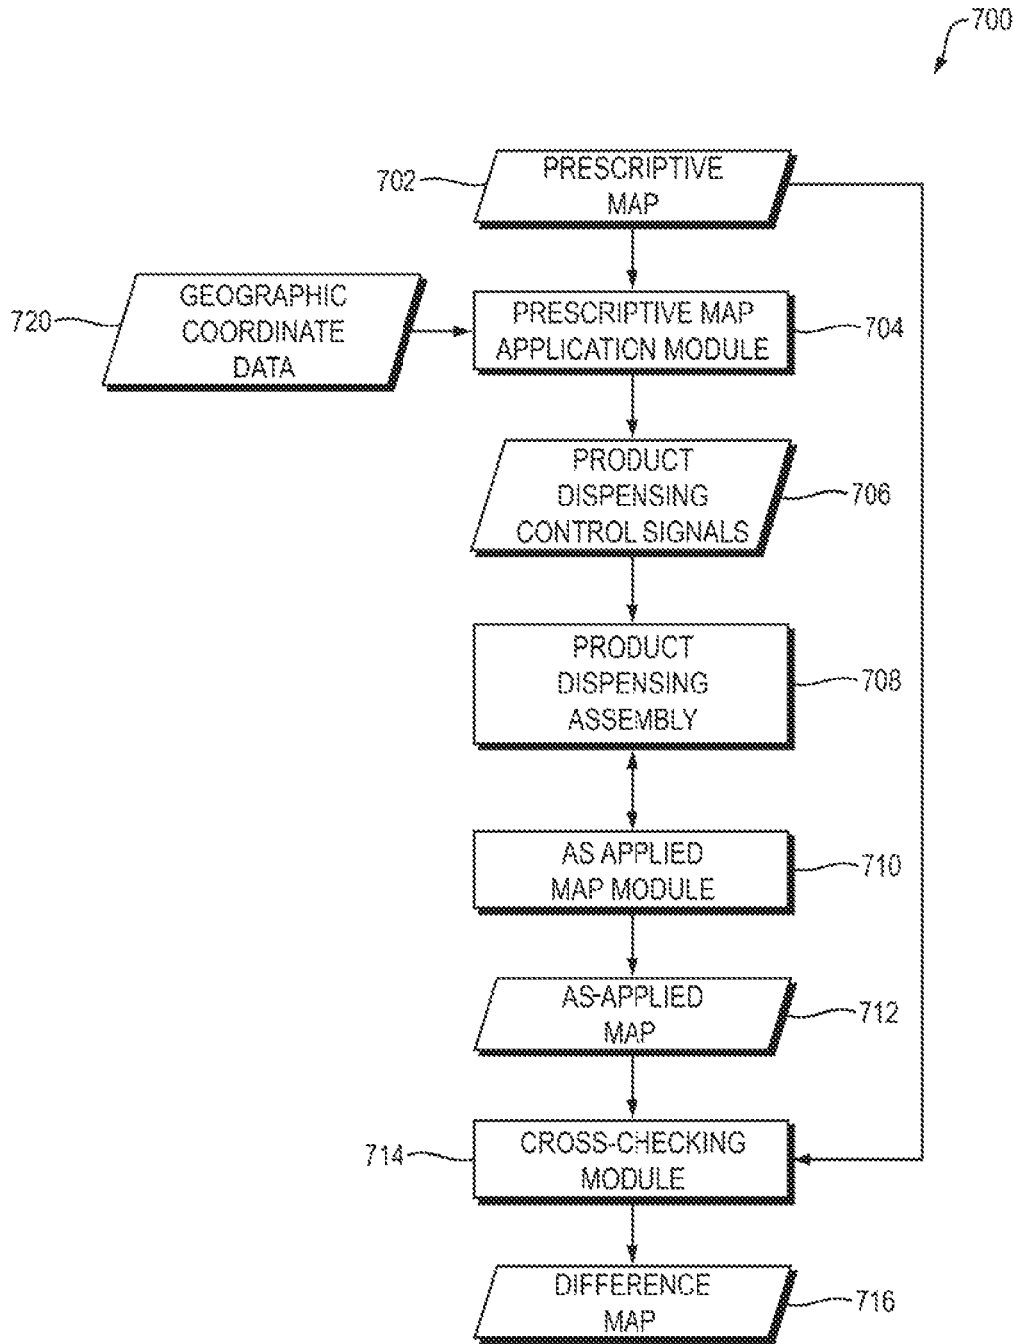 700
702
PRESCRIPTIVE
MAP
720
GEOGRAPHIC
COORDINATE
DATA
PRESCRIPTIVE MAP
APPLICATION MODULE
704
PRODUCT
DISPENSING
CONTROL SIGNALS
706
PRODUCT
DISPENSING
ASSEMBLY
708
AS APPLIED
MAP MODULE
710
AS-APPLIED
MAP
712
714
CROSS-CHECKING
MODULE
DIFFERENCE
MAP
716